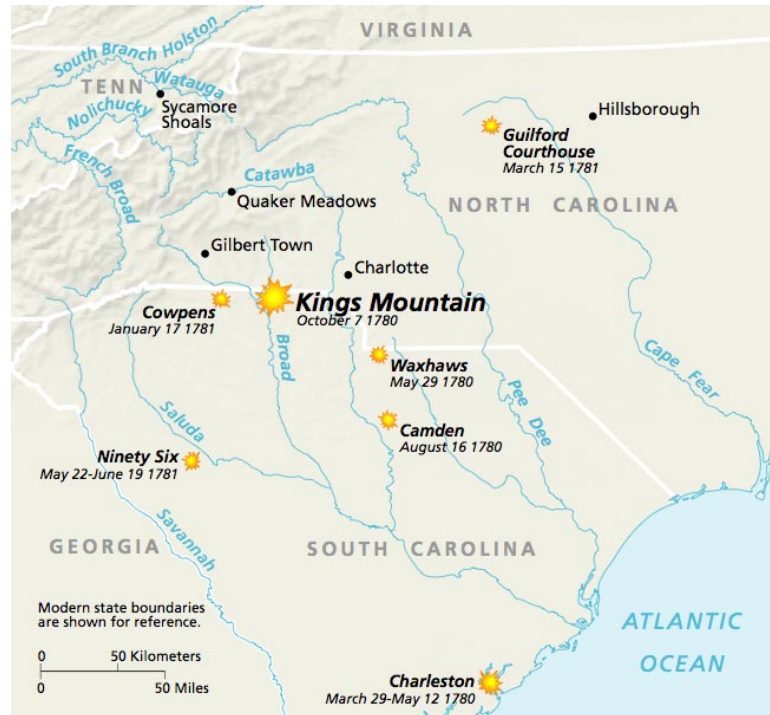 VIRGINIA
South Branch Holston
TENN
Watauga
Sycamore
Shoals
Nolichucky
French Broad
Hillsborough
Guilford
Courthouse
March 15 1781
Catawba
Quaker Meadows
NORTH CAROLINA
Gilbert Town
Charlotte
Cowpens
January 17 1781
Kings Mountain
October 7 1780
Broad
Waxhaws
May 29 1780
Cape Fear
Pee Dee
Saluda
Camden
August 16 1780
Ninety Six
May 22-June 19 1781
Savannah
GEORGIA
SOUTH CAROLINA
Modern state boundaries
are shown for reference.
0 50 Kilometers
0 50 Miles
ATLANTIC
OCEAN
Charleston
March 29-May 12 1780